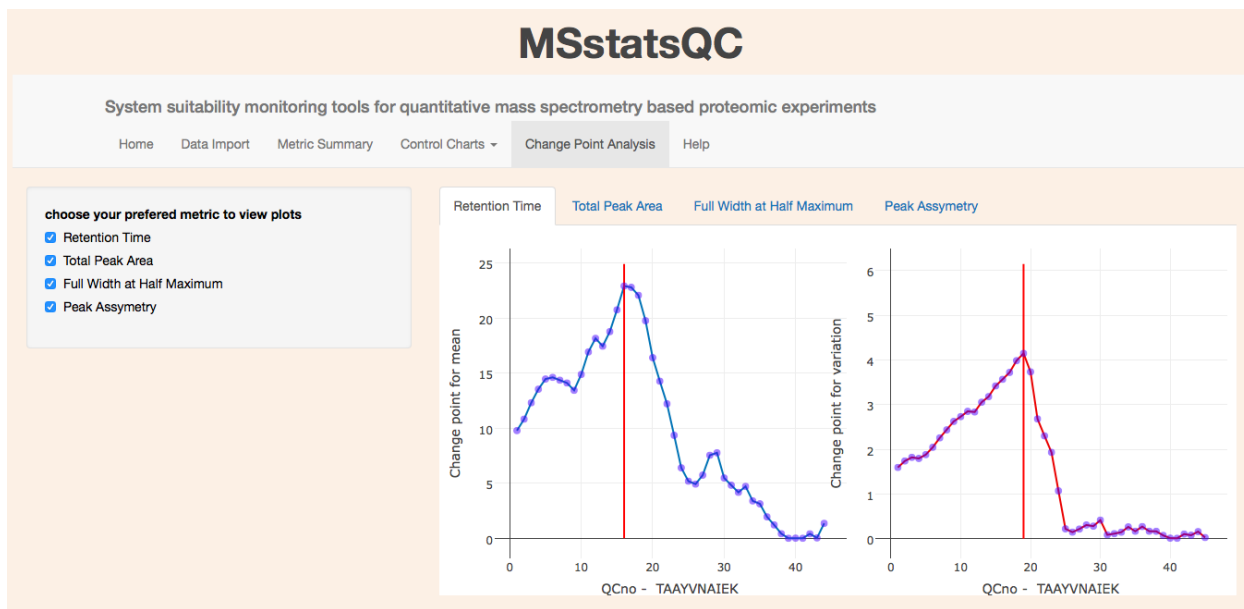 MSstatsQC
System suitability monitoring tools for quantitative mass spectrometry based proteomic experiments
Home Data Import Metric Summary Control Charts Change Point Analysis Help
choose your prefered metric to view plots
Retention Time
Total Peak Area
Full Width at Half Maximum
Peak Assymetry
Retention Time Total Peak Area Full Width at Half Maximum Peak Assymetry
Change point for mean
25
20
15
10
5
0
0 10 20 30 40
QCno - TAAYVNAIEK
Change point for variation
6
5
4
3
2
1
0
0 10 20 30 40
QCno - TAAYVNAIEK